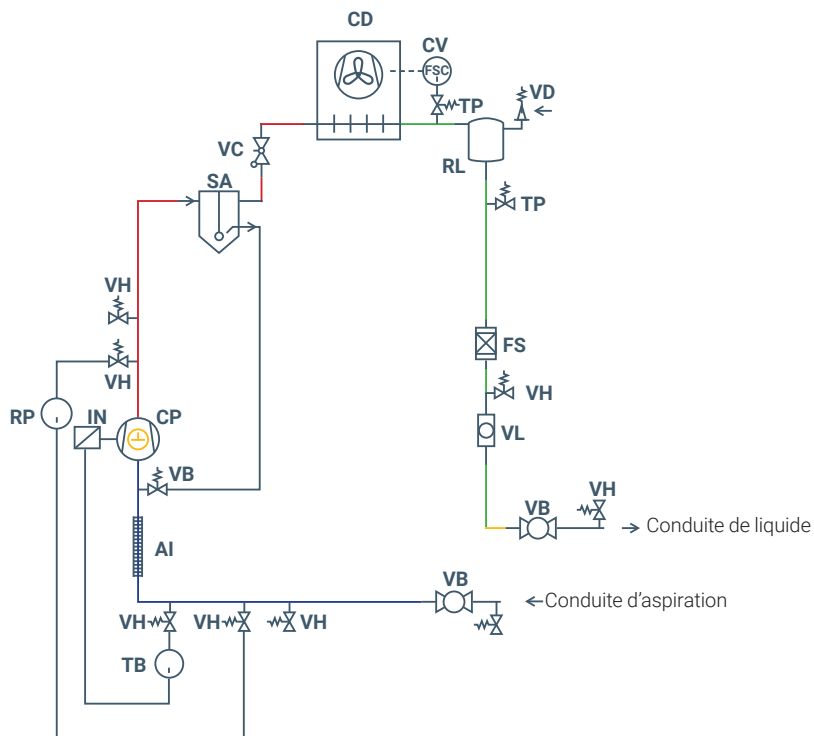 CD
CV
FSC
TP
VD
VC
RL
SA
TP
VH
FS
VH
VH
RP
IN
CP
VL
VB
VH
VB
Conduite de liquide
AI
VB
Conduite d’aspiration
VH
VH
VH
TB